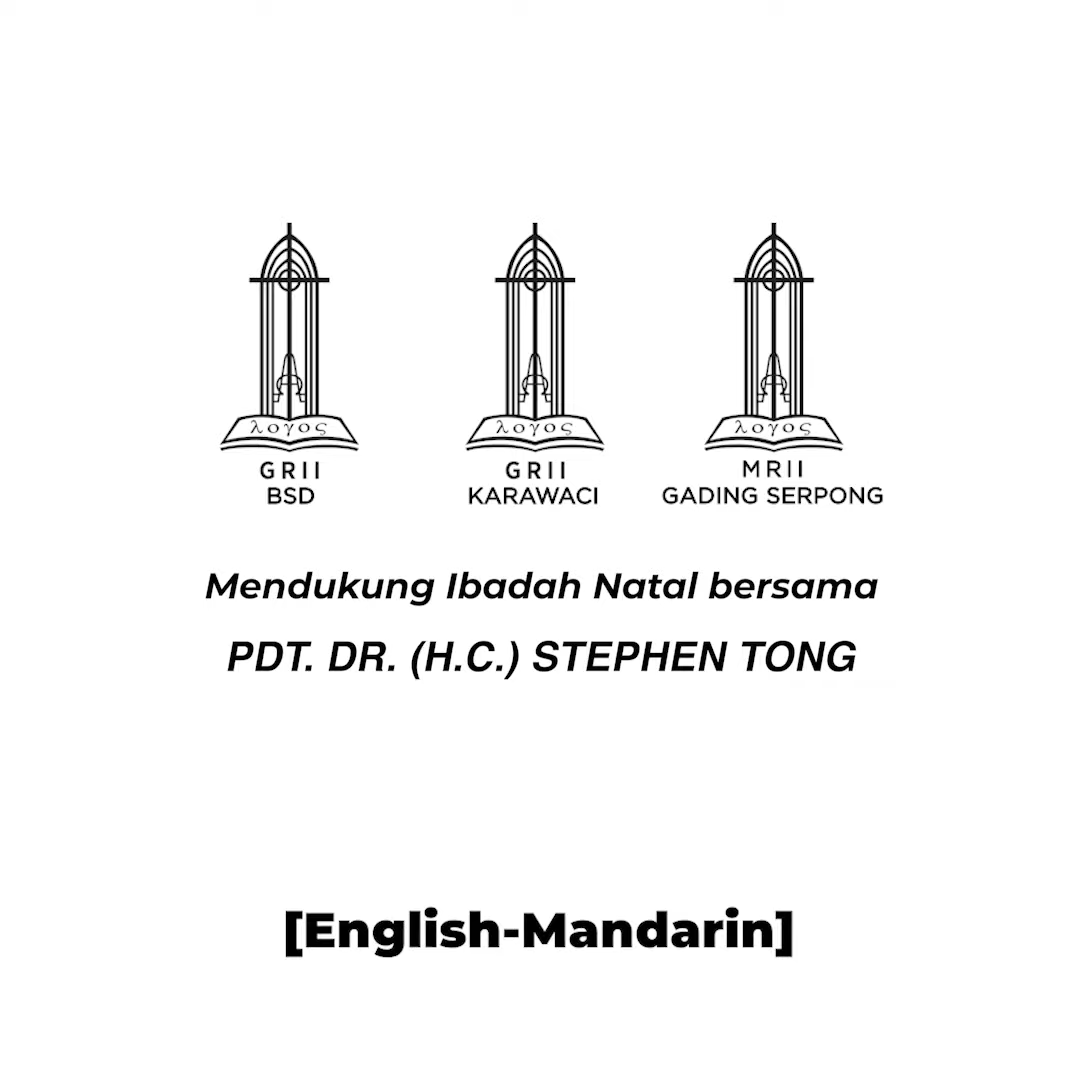 λογος
GRII
BSD
λογος
GRII
KARAWACI
λογος
MRII
GADING SERPONG
Mendukung Ibadah Natal bersama
PDT. DR. (H.C.) STEPHEN TONG
[English-Mandarin]